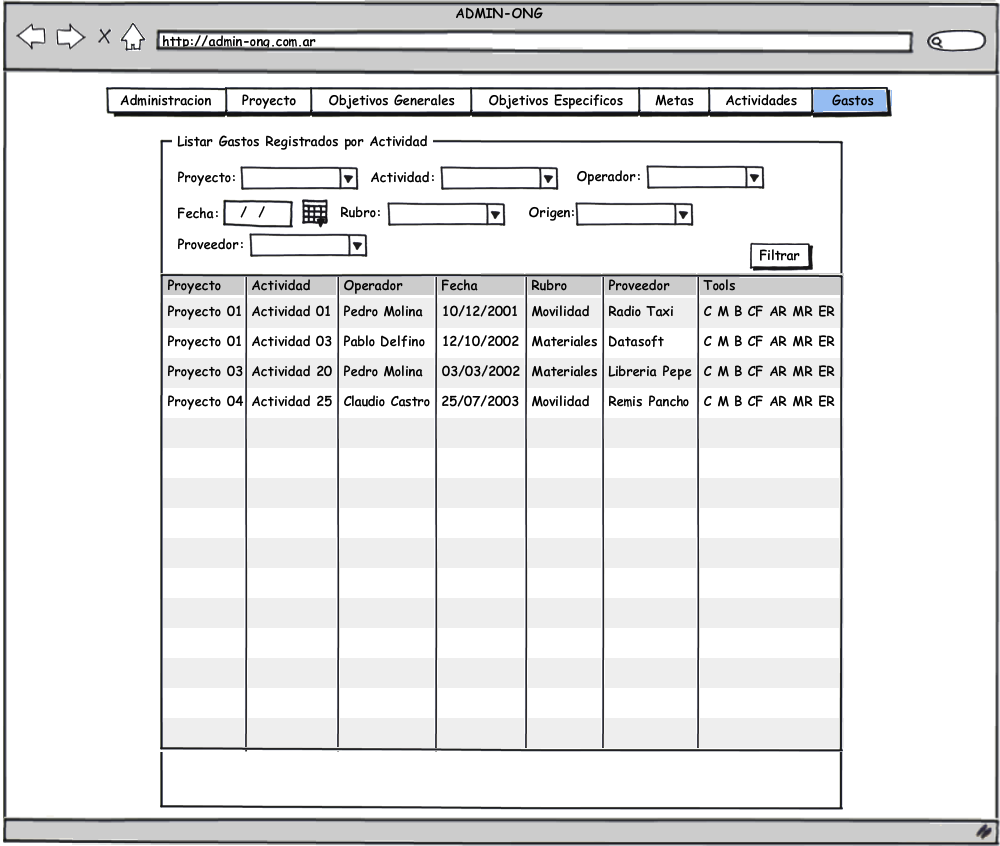 ADMIN-ONG
http://admin-ong.com.ar
Administracion Proyecto Objetivos Generales Objetivos Especificos Metas Actividades Gastos
Listar Gastos Registrados por Actividad
Proyecto: Actividad: Operador:
Fecha: / / Rubro: Origen:
Proveedor:
Filtrar
Proyecto Actividad Operador Fecha Rubro Proveedor Tools
Proyecto 01 Actividad 01 Pedro Molina 10/12/2001 Movilidad Radio Taxi C M B CF AR MR ER
Proyecto 01 Actividad 03 Pablo Delfino 12/10/2002 Materiales Datasoft C M B CF AR MR ER
Proyecto 03 Actividad 20 Pedro Molina 03/03/2002 Materiales Libreria Pepe C M B CF AR MR ER
Proyecto 04 Actividad 25 Claudio Castro 25/07/2003 Movilidad Remis Pancho C M B CF AR MR ER